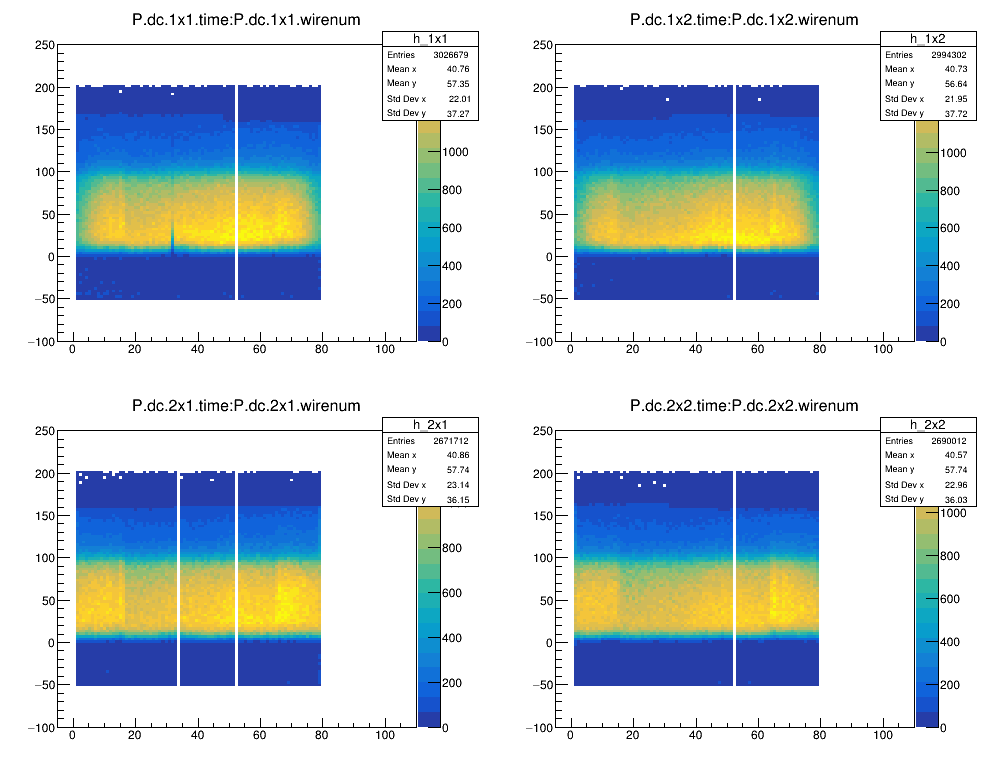 P.dc.1x1.time:P.dc.1x1.wirenum
h_1x1
Entries 3026679
Mean x 40.76
Mean y 57.35
Std Dev x 22.01
Std Dev y 37.27
250
200
150
100
50
0
−50
−100
0 20 40 60 80 100
1000
800
600
400
200
0
P.dc.1x2.time:P.dc.1x2.wirenum
h_1x2
Entries 2994302
Mean x 40.73
Mean y 56.64
Std Dev x 21.95
Std Dev y 37.72
250
200
150
100
50
0
−50
−100
0 20 40 60 80 100
1000
800
600
400
200
0
P.dc.2x1.time:P.dc.2x1.wirenum
h_2x1
Entries 2671712
Mean x 40.86
Mean y 57.74
Std Dev x 23.14
Std Dev y 36.15
250
200
150
100
50
0
−50
−100
0 20 40 60 80 100
800
600
400
200
0
P.dc.2x2.time:P.dc.2x2.wirenum
h_2x2
Entries 2690012
Mean x 40.57
Mean y 57.74
Std Dev x 22.96
Std Dev y 36.03
250
200
150
100
50
0
−50
−100
0 20 40 60 80 100
1000
800
600
400
200
0